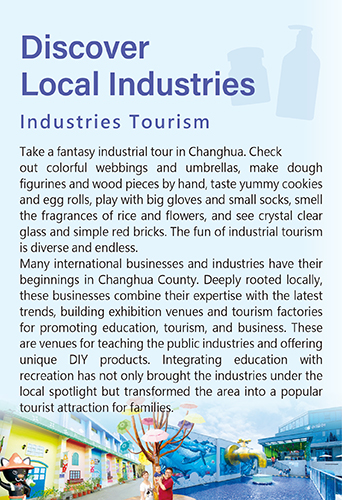 Discover
Local Industries
Industries Tourism
Take a fantasy industrial tour in Changhua. Check
out colorful webbings and umbrellas, make dough
figurines and wood pieces by hand, taste yummy cookies
and egg rolls, play with big gloves and small socks, smell
the fragrances of rice and flowers, and see crystal clear
glass and simple red bricks. The fun of industrial tourism
is diverse and endless.
Many international businesses and industries have their
beginnings in Changhua County. Deeply rooted locally,
these businesses combine their expertise with the latest
trends, building exhibition venues and tourism factories
for promoting education, tourism, and business. These
are venues for teaching the public industries and offering
unique DIY products. Integrating education with
recreation has not only brought the industries under the
local spotlight but transformed the area into a popular
tourist attraction for families.